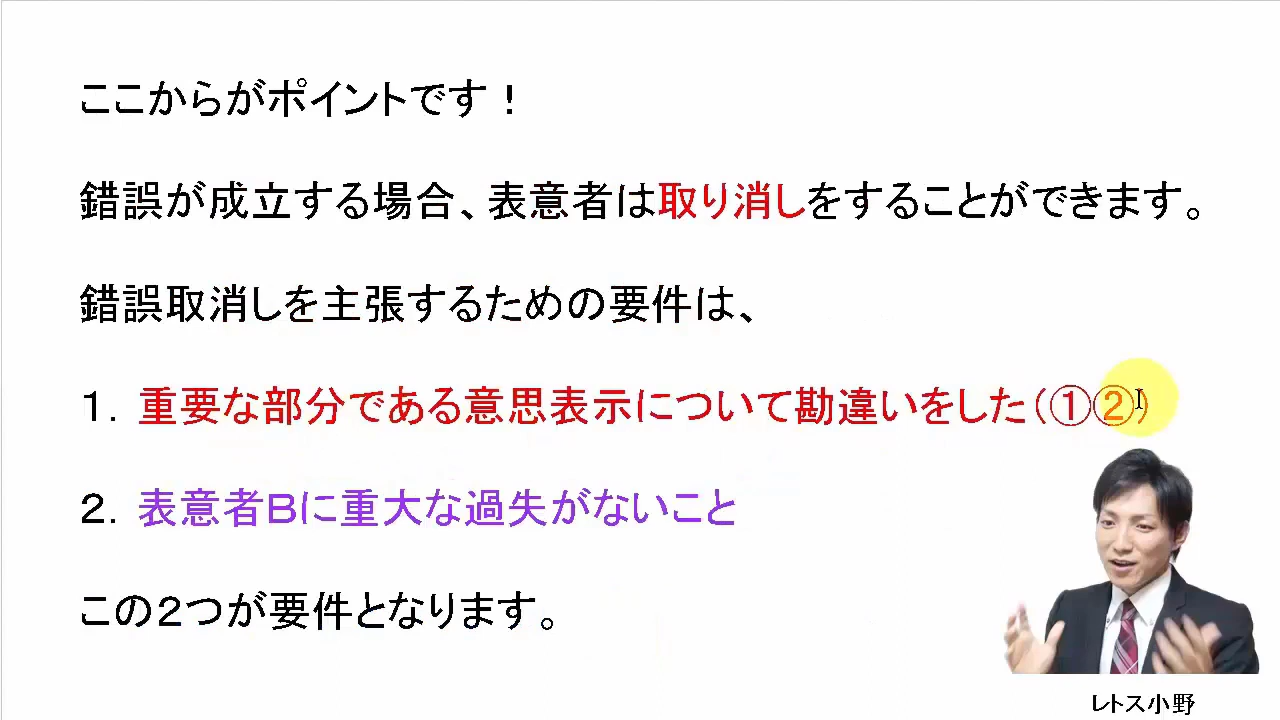 ここからがポイントです！
錯誤が成立する場合、表意者は取り消しをすることができます。
錯誤取消しを主張するための要件は、
１．重要な部分である意思表示について勘違いをした（①②）
２．表意者Ｂに重大な過失がないこと
この２つが要件となります。
レトス小野